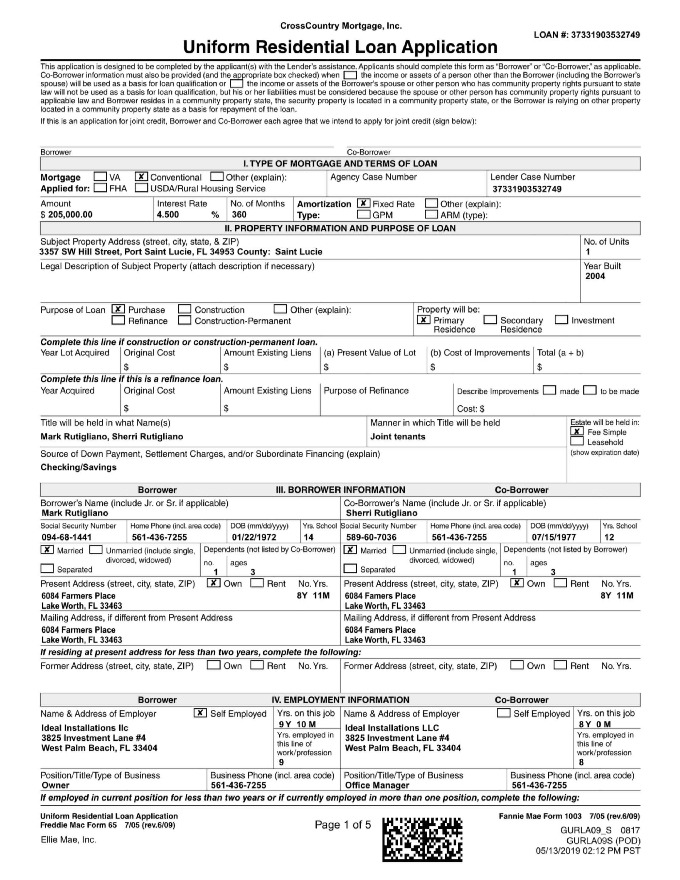 CrossCountry Mortgage, Inc.
LOAN #: 37331903532749
Uniform Residential Loan Application
This application is designed to be completed by the applicant(s) with the Lender's assistance. Applicants should complete this form as "Borrower" or "Co-Borrower," as applicable.
Co-Borrower information must also be provided (and the appropriate box checked) when the income or assets of a person other than the Borrower (including the Borrower's
spouse) will be used as a basis for loan qualification or the income or assets of the Borrower's spouse or other person who has community property rights pursuant to state
law will not be used as a basis for loan qualification, but his or her liabilities must be considered because the spouse or other person has community property rights pursuant to
applicable law and Borrower resides in a community property state, the security is located in a community property state, or the Borrower is relying on other property
located in a community property state as a basis for repayment of the loan.
If this is an application for joint credit, Borrower and Co-Borrower each agree that we intend to apply for joint credit (sign below):
Borrower Co-Borrower
I. TYPE OF MORTGAGE AND TERMS OF LOAN
Mortgage VA X Conventional Other (explain): Agency Case Number Lender Case Number
Applied for: FHA USDA/Rural Housing Service 37331903532749
Amount Interest Rate No. of Months Amortization X Fixed Rate Other (explain):
$ 205,000.00 4.500 % 360 Type: GPM ARM (type):
II. PROPERTY INFORMATION AND PURPOSE OF LOAN
Subject Property Address (street, city, state, & ZIP) No. of Units
3357 SW Hill Street, Port Saint Lucie, FL 34953 County: Saint Lucie 1
Legal Description of Subject Property (attach description if necessary) Year Built
2004
Purpose of Loan X Purchase Construction Other (explain): Property will be:
Refinance Construction-Permanent X Primary Residence Secondary Residence Investment
Complete this line if construction or construction-permanent loan.
Year Lot Acquired Original Cost Amount Existing Liens (a) Present Value of Lot (b) Cost of Improvements Total (a + b)
$ $ $ $ $
Complete this line if this is a refinance loan.
Year Acquired Original Cost Amount Existing Liens Purpose of Refinance Describe Improvements made to be made
$ $ Cost: $
Title will be held in what Name(s) Manner in which Title will be held Estate will be held in:
Mark Rutigliano, Sherri Rutigliano Joint tenants X Fee Simple
Leasehold
Source of Down Payment, Settlement Charges, and/or Subordinate Financing (explain) (show expiration date)
Checking/Savings
Borrower III. BORROWER INFORMATION Co-Borrower
Borrower's Name (include Jr. or Sr. if applicable) Co-Borrower's Name (include Jr. or Sr. if applicable)
Mark Rutigliano Sherri Rutigliano
Social Security Number Home Phone (incl. area code) DOB (mm/dd/yyyy) Yrs. School Social Security Number Home Phone (incl. area code) DOB (mm/dd/yyyy) Yrs. School
094-68-1441 561-436-7255 01/22/1972 14 589-60-7036 561-436-7255 07/15/1977 12
X Married Unmarried (include single, Dependents (not listed by Co-Borrower) X Married Unmarried (include single, Dependents (not listed by Borrower)
divorced, widowed) no. ages divorced, widowed) no. ages
Separated 1 3 Separated 1 3
Present Address (street, city, state, ZIP) X Own Rent No. Yrs. Present Address (street, city, state, ZIP) X Own Rent No. Yrs.
6084 Farmers Place 8Y 11M 6084 Famers Place 8Y 11M
Lake Worth, FL 33463 Lake Worth, FL 33463
Mailing Address, if different from Present Address Mailing Address, if different from Present Address
6084 Farmers Place 6084 Famers Place
Lake Worth, FL 33463 Lake Worth, FL 33463
If residing at present address for less than two years, complete the following:
Former Address (street, city, state, ZIP) Own Rent No. Yrs. Former Address (street, city, state, ZIP) Own Rent No. Yrs.
Borrower IV. EMPLOYMENT INFORMATION Co-Borrower
Name & Address of Employer X Self Employed Yrs. on this job Name & Address of Employer Self Employed Yrs. on this job
9 Y 10 M 8 Y 0 M
Ideal Installations llc Yrs. employed in Ideal Installations LLC Yrs. employed in
3825 Investment Lane #4 this line of 3825 Investment Lane #4 this line of
West Palm Beach, FL 33404 work/profession West Palm Beach, FL 33404 work/profession
9 8
Position/Title/Type of Business Business Phone (incl. area code) Position/Title/Type of Business Business Phone (incl. area code)
Owner 561-436-7255 Office Manager 561-436-7255
If employed in current position for less than two years or if currently employed in more than one position, complete the following:
Uniform Residential Loan Application Fannie Mae Form 1003 7/05 (rev.6/09)
Freddie Mac Form 65 7/05 (rev.6/09) Page 1 of 5
Ellie Mae, Inc. GURLA09_S 0817
GURLA09S (POD)
05/13/2019 02:12 PM PST